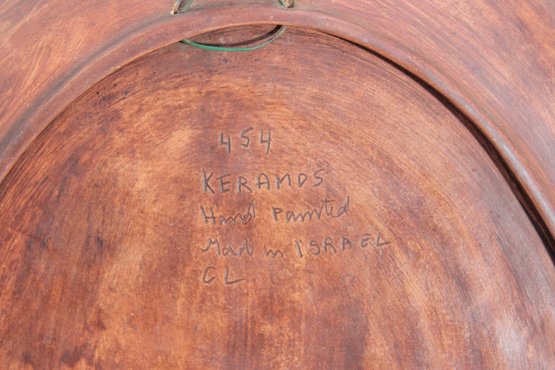 454
KERAMOS
Hand Painted
Made in ISRAEL
CL